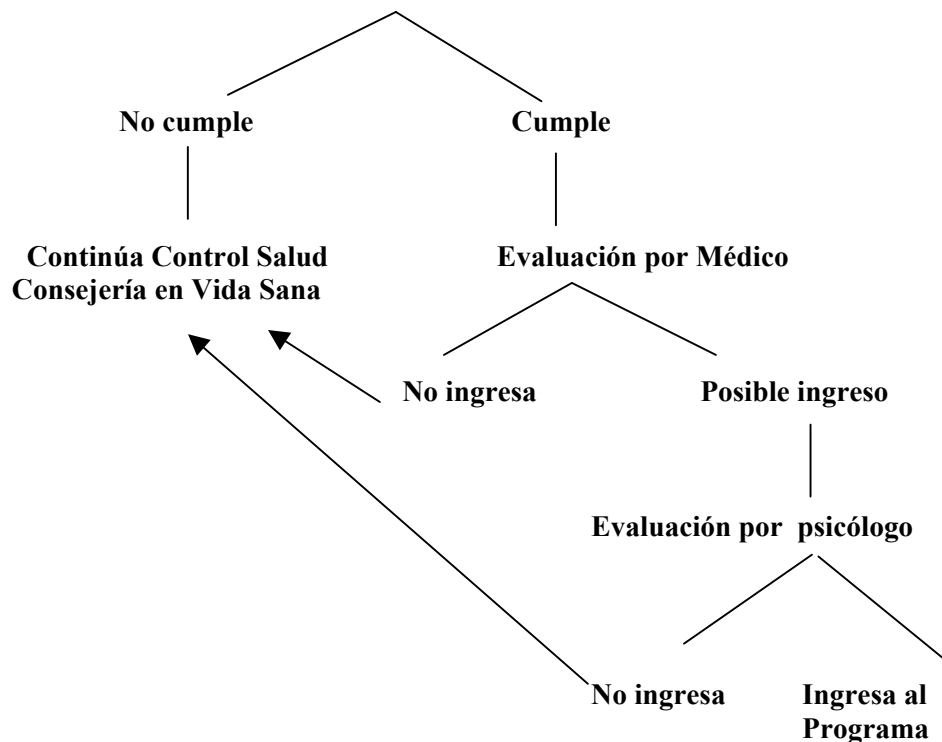 No cumple
Cumple
Continúa Control Salud
Consejería en Vida Sana
Evaluación por Médico
No ingresa
Posible ingreso
Evaluación por psicólogo
No ingresa
Ingresa al
Programa